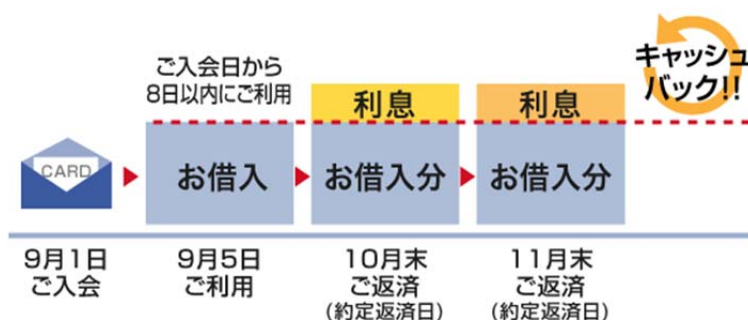 キャッシュ
バック!!
ご入会日から
8日以内にご利用
利息
利息
CARD
お借入
お借入分
お借入分
9月1日
ご入会
9月5日
ご利用
10月末
ご返済
(約定返済日)
11月末
ご返済
(約定返済日)